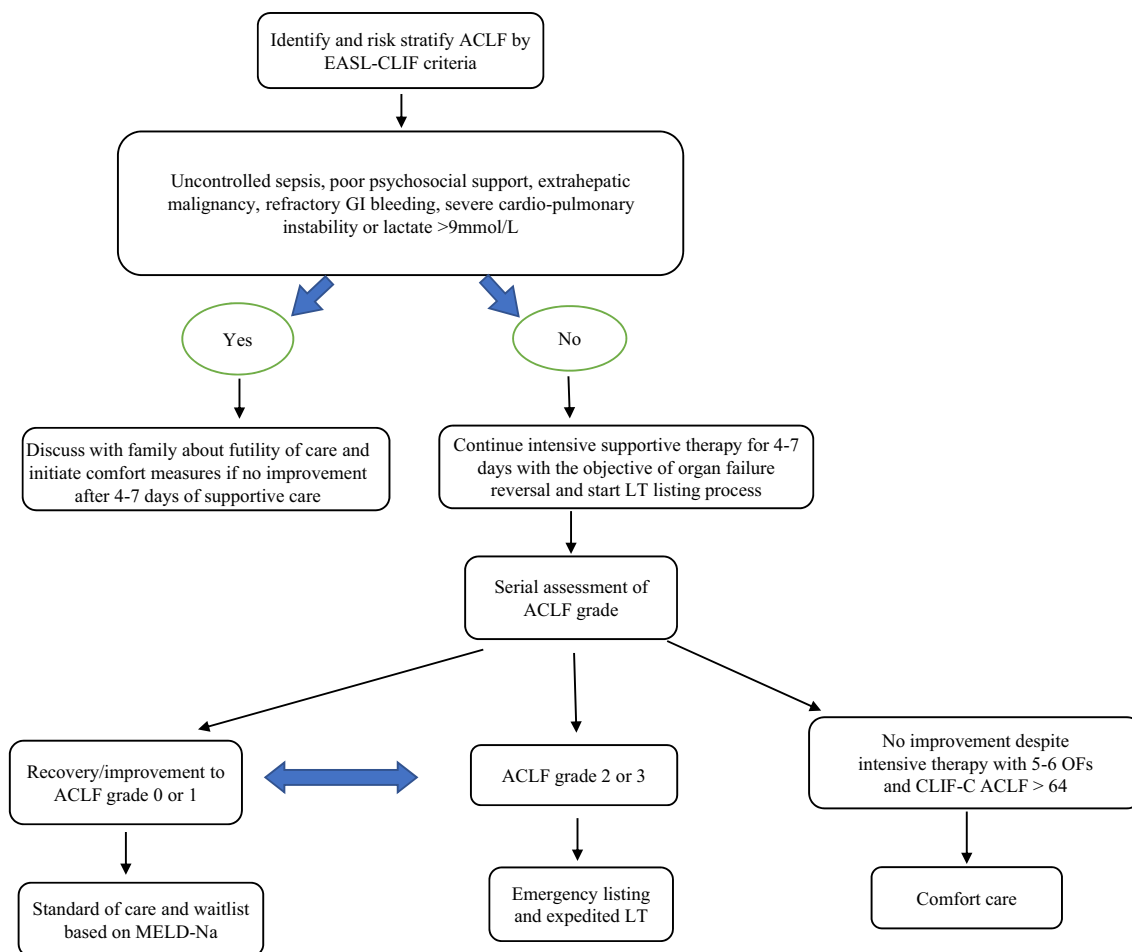 Identify and risk stratify ACLF by
EASL-CLIF criteria
Uncontrolled sepsis, poor psychosocial support, extrahepatic
malignancy, refractory GI bleeding, severe cardio-pulmonary
instability or lactate >9mmol/L
Yes
No
Discuss with family about futility of care and
initiate comfort measures if no improvement
after 4-7 days of supportive care
Continue intensive supportive therapy for 4-7
days with the objective of organ failure
reversal and start LT listing process
Serial assessment of
ACLF grade
Recovery/improvement to
ACLF grade 0 or 1
ACLF grade 2 or 3
No improvement despite
intensive therapy with 5-6 OFs
and CLIF-C ACLF > 64
Standard of care and waitlist
based on MELD-Na
Emergency listing
and expedited LT
Comfort care